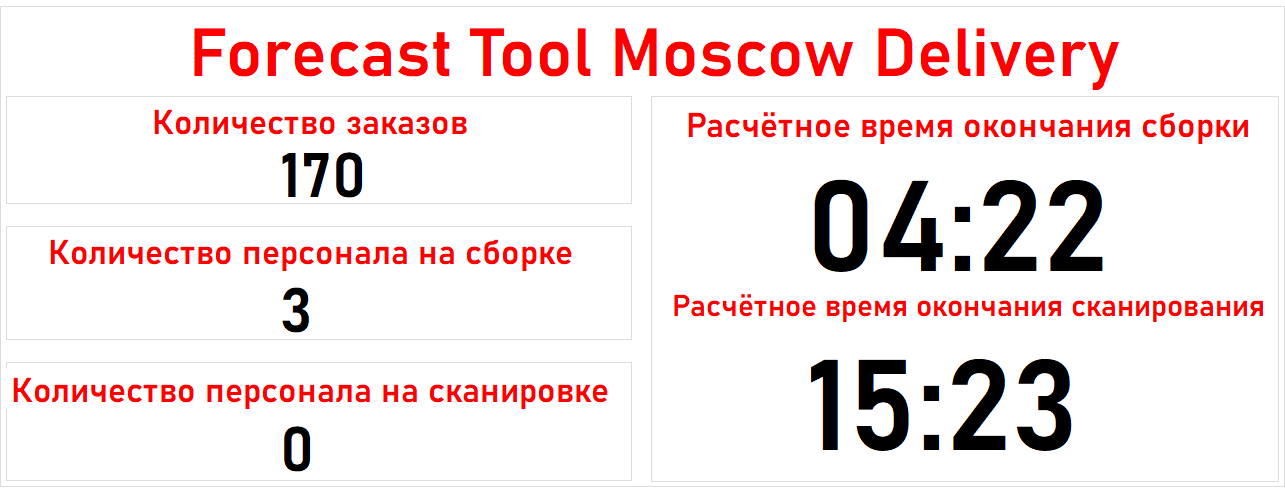 Forecast Tool Moscow Delivery
Количество заказов
170
Количество персонала на сборке
3
Количество персонала на сканировке
0
Расчётное время окончания сборки
04:22
Расчётное время окончания сканирования
15:23